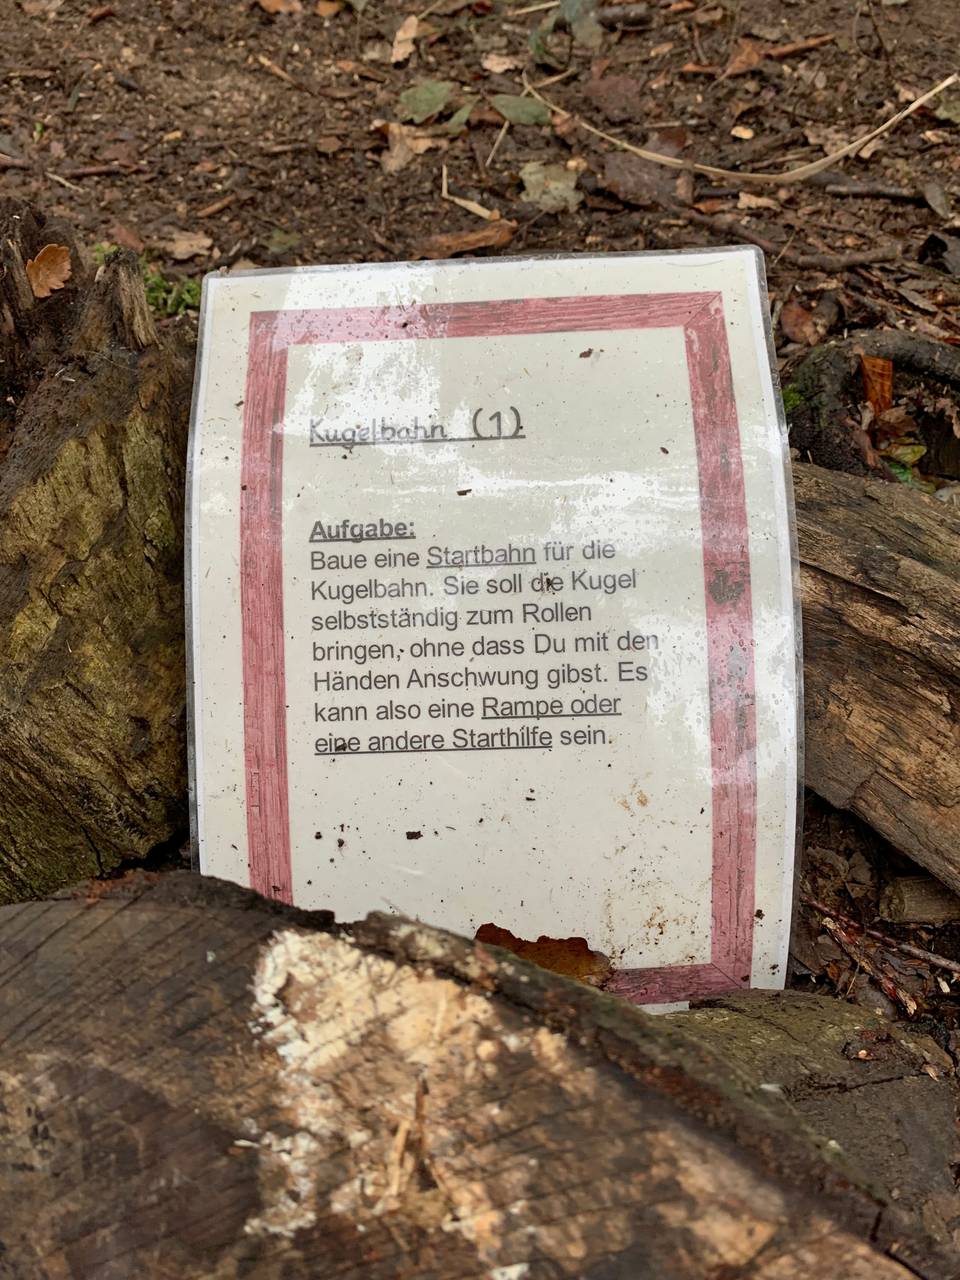 Kugelbahn (1)
Aufgabe:
Baue eine Startbahn für die
Kugelbahn. Sie soll die Kugel
selbstständig zum Rollen
bringen, ohne dass Du mit den
Händen Anschwung gibst. Es
kann also eine Rampe oder
eine andere Starthilfe sein.